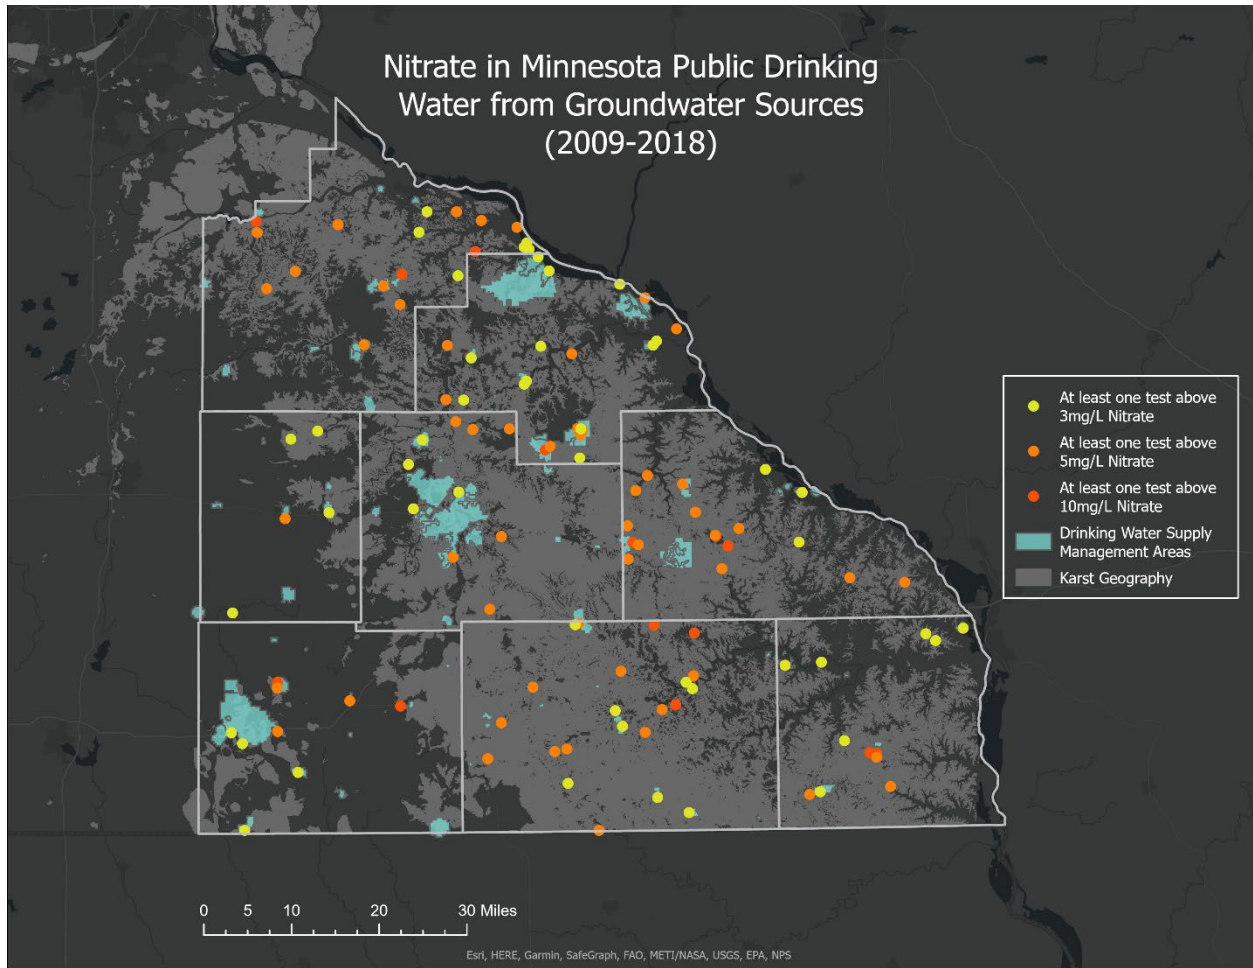 Nitrate in Minnesota Public Drinking
Water from Groundwater Sources
(2009-2018)
At least one test above
3mg/L Nitrate
At least one test above
5mg/L Nitrate
At least one test above
10mg/L Nitrate
Drinking Water Supply
Management Areas
Karst Geography
0 5 10 20 30 Miles
Esri, HERE, Garmin, SafeGraph, FAO, METI/NASA, USGS, EPA, NPS